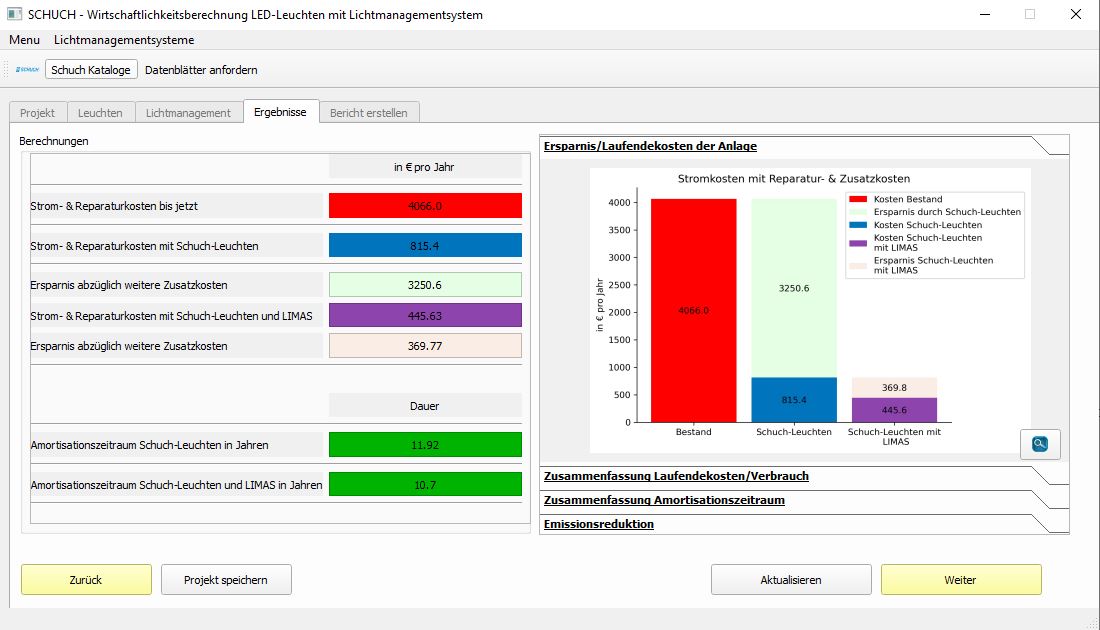 SCHUCH - Wirtschaftlichkeitsberechnung LED-Leuchten mit Lichtmanagementsystem
Menu Lichtmanagementsysteme
SCHUCH Schuch Kataloge Datenblätter anfordern
Projekt Leuchten Lichtmanagement Ergebnisse Bericht erstellen
Berechnungen
in € pro Jahr
Strom- & Reparaturkosten bis jetzt 4066.0
Strom- & Reparaturkosten mit Schuch-Leuchten 815.4
Ersparnis abzüglich weitere Zusatzkosten 3250.6
Strom- & Reparaturkosten mit Schuch-Leuchten und LIMAS 445.63
Ersparnis abzüglich weitere Zusatzkosten 369.77
Dauer
Amortisationszeitraum Schuch-Leuchten in Jahren 11.92
Amortisationszeitraum Schuch-Leuchten und LIMAS in Jahren 10.7
Ersparnis/Laufendekosten der Anlage
Stromkosten mit Reparatur- & Zusatzkosten
in € pro Jahr
4000
3500
3000
2500
2000
1500
1000
500
0
4066.0
3250.6
815.4
369.8
445.6
Bestand
Schuch-Leuchten
Schuch-Leuchten mit
LIMAS
Kosten Bestand
Ersparnis durch Schuch-Leuchten
Kosten Schuch-Leuchten
Kosten Schuch-Leuchten
mit LIMAS
Ersparnis Schuch-Leuchten
mit LIMAS
Zusammenfassung Laufendekosten/Verbrauch
Zusammenfassung Amortisationszeitraum
Emissionsreduktion
Zurück Projekt speichern Aktualisieren Weiter